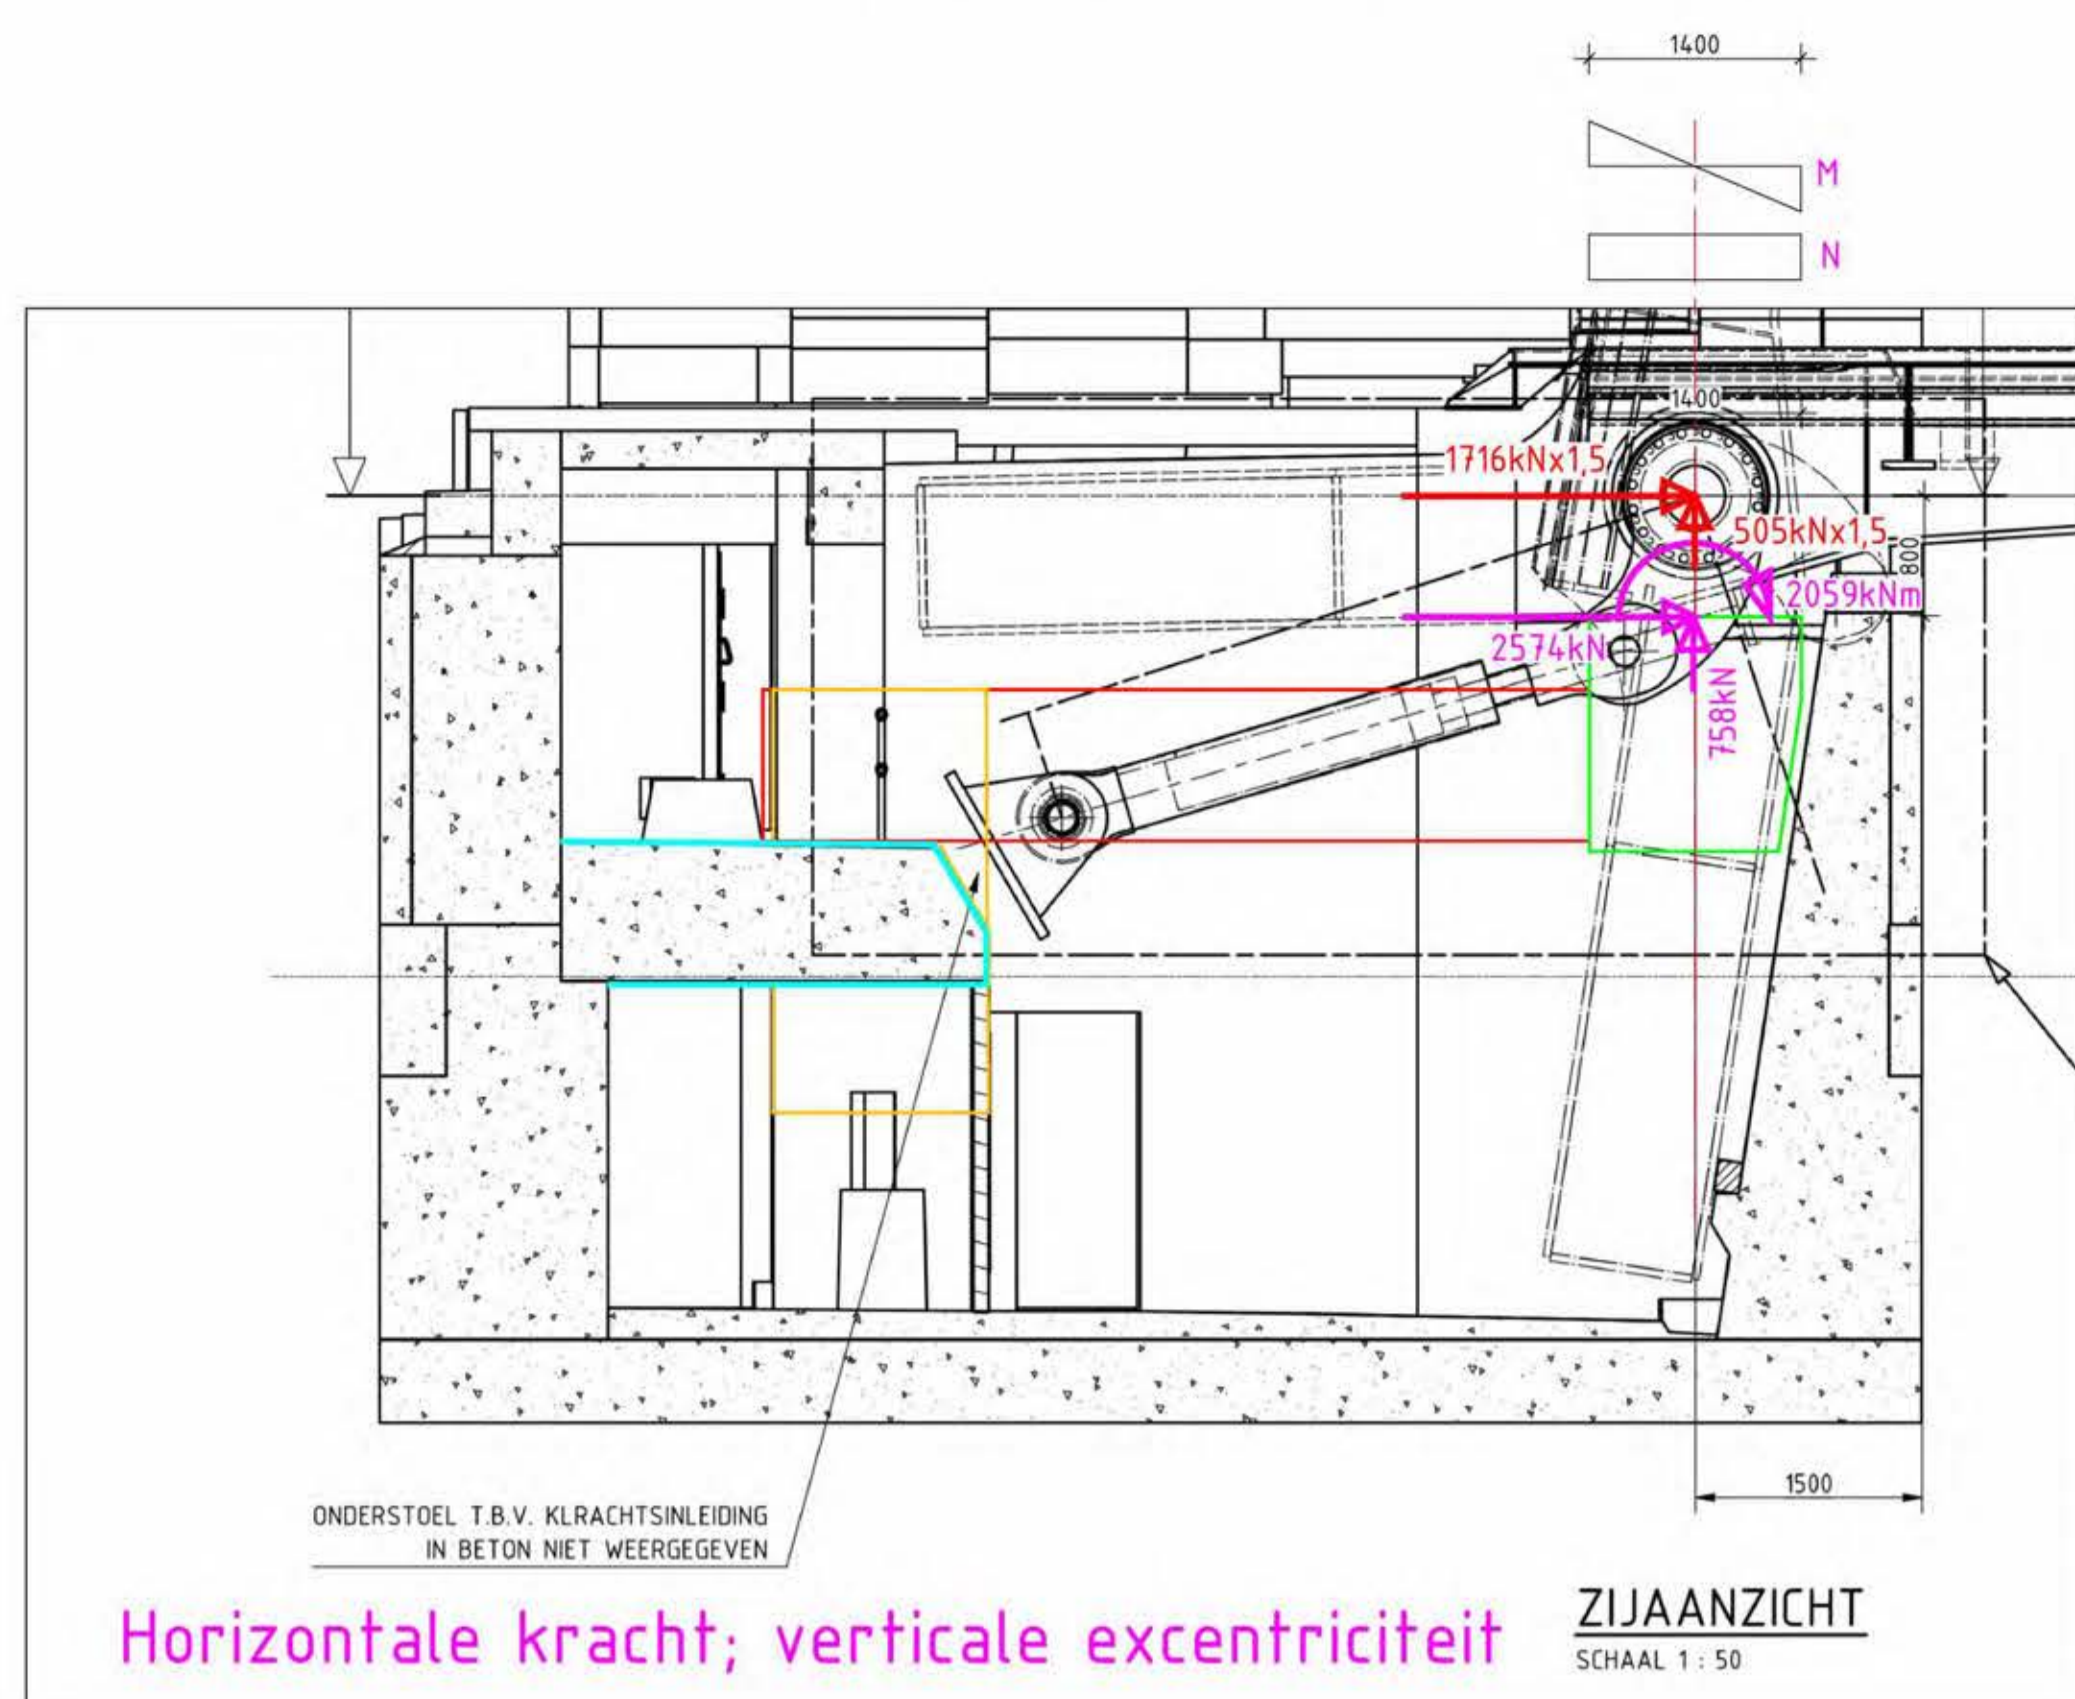 1400
M
N
1400
1716kNx1,5
505kNx1,5
800
2059kNm
2574kN
758kN
1500
ONDERSTOEL T.B.V. KLRACHTSINLEIDING
IN BETON NIET WEERGEGEVEN
Horizontale kracht; verticale excentriciteit
ZIJAANZICHT
SCHAAL 1 : 50